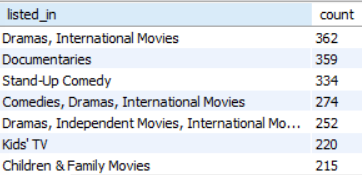 listed_in count
Dramas, International Movies 362
Documentaries 359
Stand-Up Comedy 334
Comedies, Dramas, International Movies 274
Dramas, Independent Movies, International Mo... 252
Kids' TV 220
Children & Family Movies 215